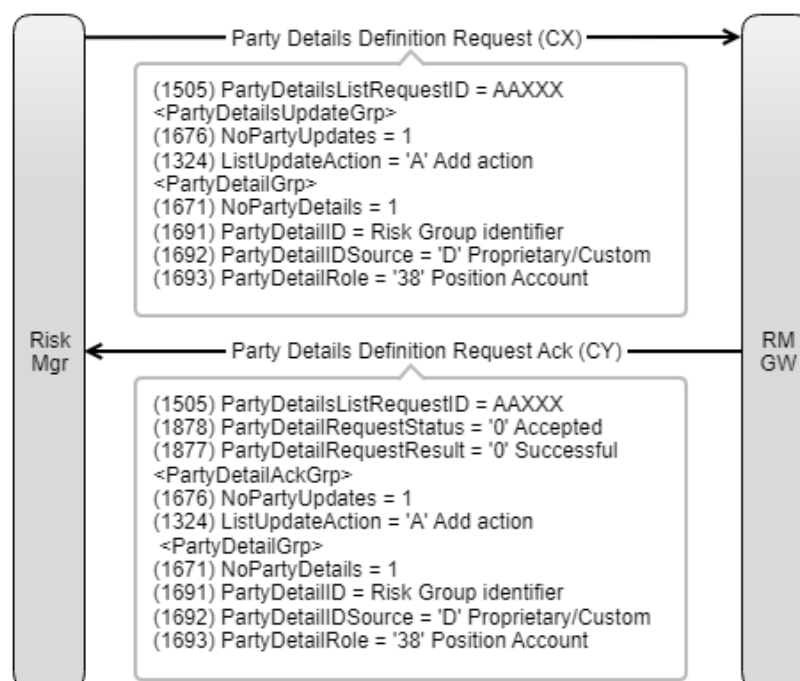 Party Details Definition Request (CX)
(1505) PartyDetailsListRequestID = AAXXX
<PartyDetailsUpdateGrp>
(1676) NoPartyUpdates = 1
(1324) ListUpdateAction = 'A' Add action
<PartyDetailGrp>
(1671) NoPartyDetails = 1
(1691) PartyDetailID = Risk Group identifier
(1692) PartyDetailIDSource = 'D' Proprietary/Custom
(1693) PartyDetailRole = '38' Position Account
Risk
Mgr
Party Details Definition Request Ack (CY)
RM
GW
(1505) PartyDetailsListRequestID = AAXXX
(1878) PartyDetailRequestStatus = '0' Accepted
(1877) PartyDetailRequestResult = '0' Successful
<PartyDetailAckGrp>
(1676) NoPartyUpdates = 1
(1324) ListUpdateAction = 'A' Add action
<PartyDetailGrp>
(1671) NoPartyDetails = 1
(1691) PartyDetailID = Risk Group identifier
(1692) PartyDetailIDSource = 'D' Proprietary/Custom
(1693) PartyDetailRole = '38' Position Account